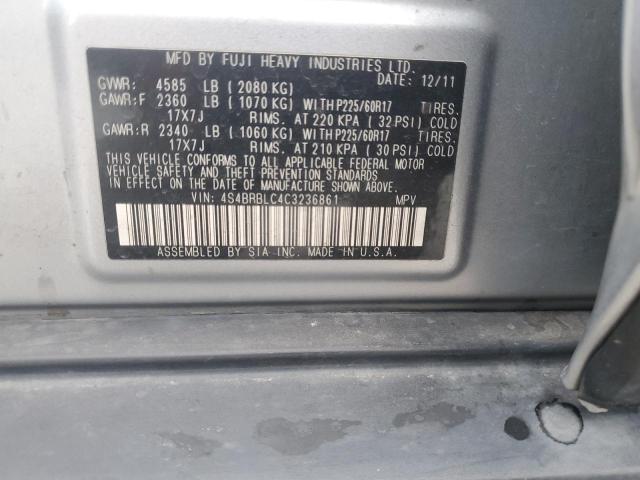 MFD BY FUJI HEAVY INDUSTRIES LTD.
DATE: 12/11
GVWR: 4585 LB (2080 KG)
GAWR:F 2360 LB (1070 KG) WITH P225/60R17 TIRES.
17X7J RIMS. AT 220 KPA (32 PSI) COLD
GAWR:R 2340 LB (1060 KG) WITH P225/60R17 TIRES.
17X7J RIMS. AT 210 KPA (30 PSI) COLD
THIS VEHICLE CONFORMS TO ALL APPLICABLE FEDERAL MOTOR
VEHICLE SAFETY AND THEFT PREVENTION STANDARDS
IN EFFECT ON THE DATE OF MANUFACTURE SHOWN ABOVE.
VIN: 4S4BRBLC4C3236861 MPV
ASSEMBLED BY SIA INC. MADE IN U.S.A.